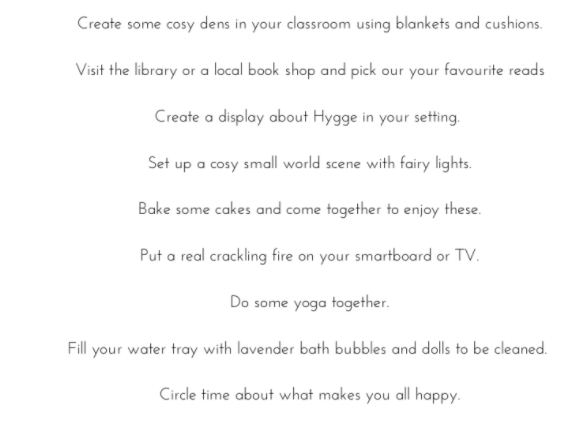 Create some cosy dens in your classroom using blankets and cushions.
Visit the library or a local book shop and pick our your favourite reads
Create a display about Hygge in your setting.
Set up a cosy small world scene with fairy lights.
Bake some cakes and come together to enjoy these.
Put a real crackling fire on your smartboard or TV.
Do some yoga together.
Fill your water tray with lavender bath bubbles and dolls to be cleaned.
Circle time about what makes you all happy.